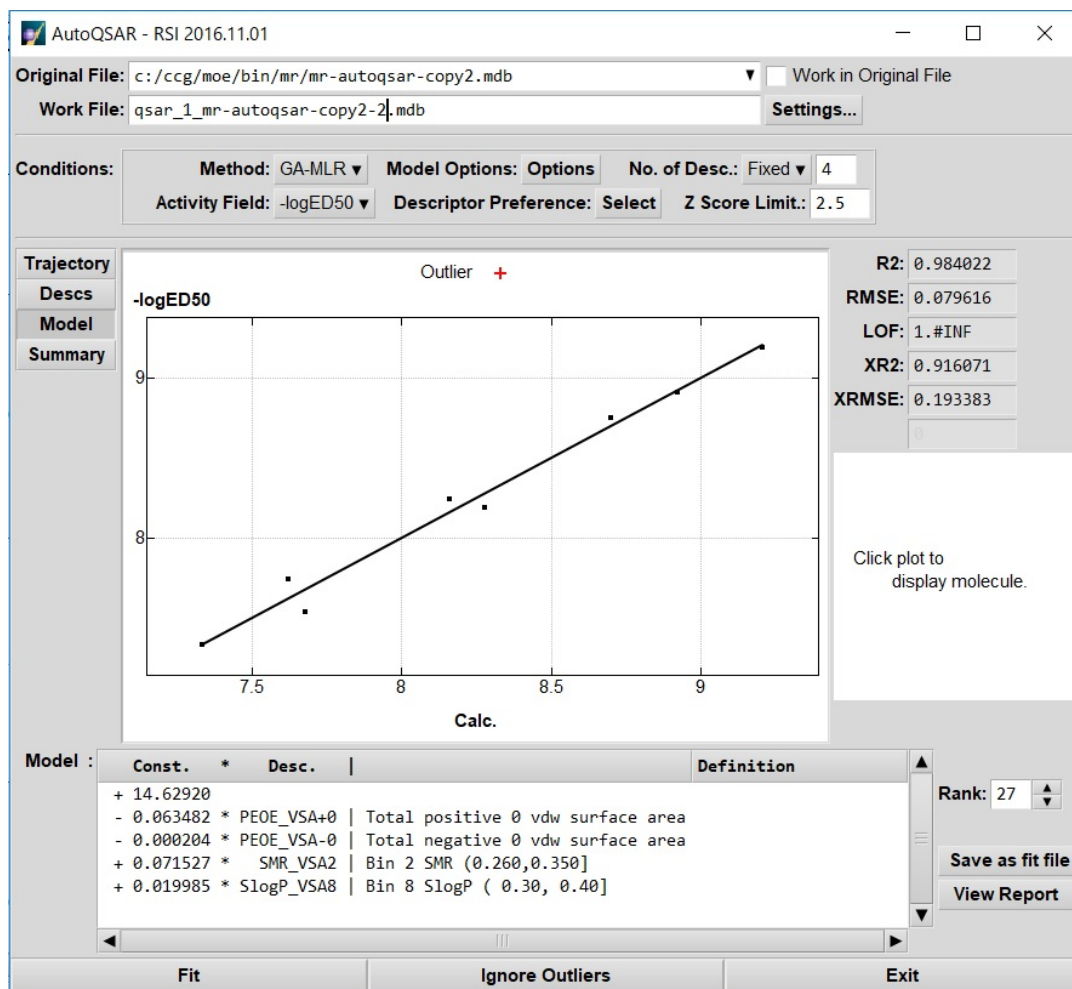 AutoQSAR - RSI 2016.11.01
Original File: c:/ccg/moe/bin/mr/mr-autoqsar-copy2.mdb Work in Original File
Work File: qsar_1_mr-autoqsar-copy2-2.mdb Settings...
Conditions: Method: GA-MLR Model Options: Options No. of Desc.: Fixed 4
Activity Field: -logED50 Descriptor Preference: Select Z Score Limit.: 2.5
Trajectory
Descs
Model
Summary
Outlier +
-logED50
9
8
7.5 8 8.5 9
Calc.
R2: 0.984022
RMSE: 0.079616
LOF: 1.#INF
XR2: 0.916071
XRMSE: 0.193383
0
Click plot to
display molecule.
Model :
Const. * Desc. | Definition
+ 14.62920
- 0.063482 * PEOE_VSA+0 | Total positive 0 vdw surface area
- 0.000204 * PEOE_VSA-0 | Total negative 0 vdw surface area
+ 0.071527 * SMR_VSA2 | Bin 2 SMR (0.260,0.350]
+ 0.019985 * SlogP_VSA8 | Bin 8 SlogP ( 0.30, 0.40]
Rank: 27
Save as fit file
View Report
Fit Ignore Outliers Exit